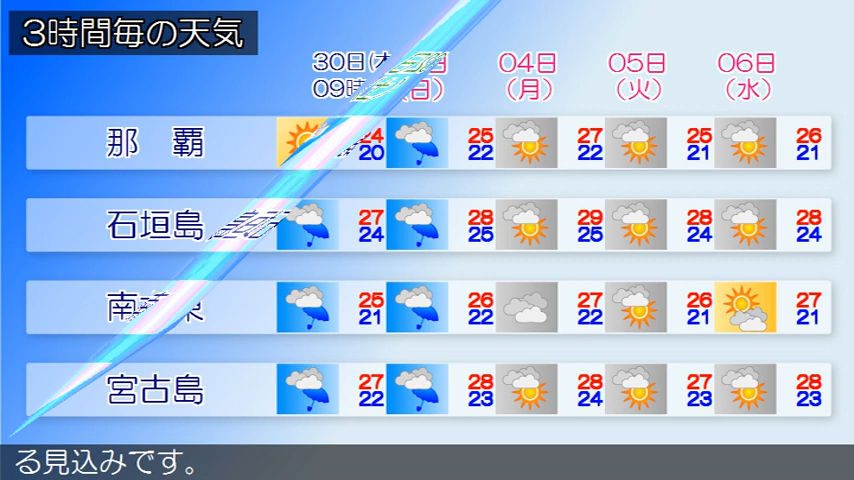 3時間毎の天気
30日
09時 (日) 04日 (月) 05日 (火) 06日 (水)
那 覇 24 20 25 22 27 22 25 21 26 21
石垣島 27 24 28 25 29 25 28 24 28 24
南 25 21 26 22 27 22 26 21 27 21
宮古島 27 22 28 23 28 24 27 23 28 23
る見込みです。